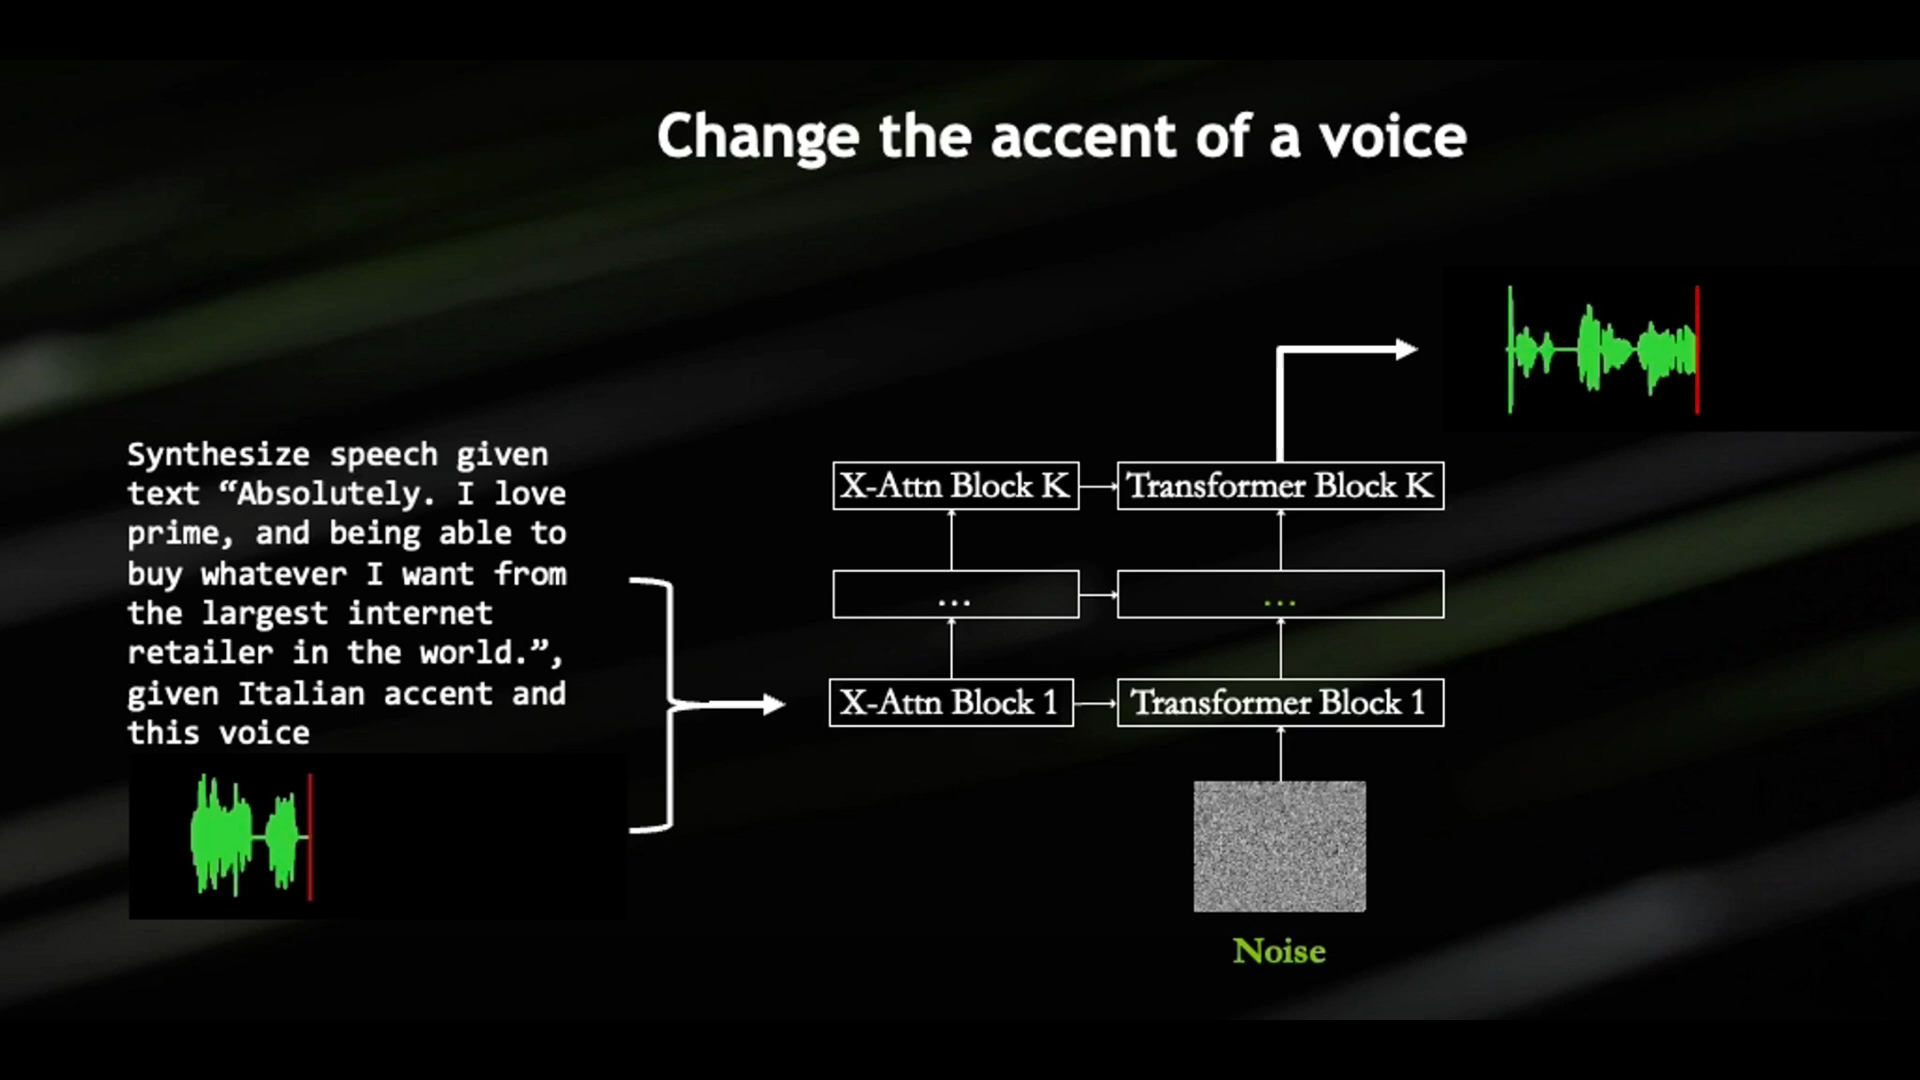 Change the accent of a voice
Synthesize speech given
text “Absolutely. I love
prime, and being able to
buy whatever I want from
the largest internet
retailer in the world.”,
given Italian accent and
this voice
X-Attn Block K
Transformer Block K
...
...
X-Attn Block 1
Transformer Block 1
Noise